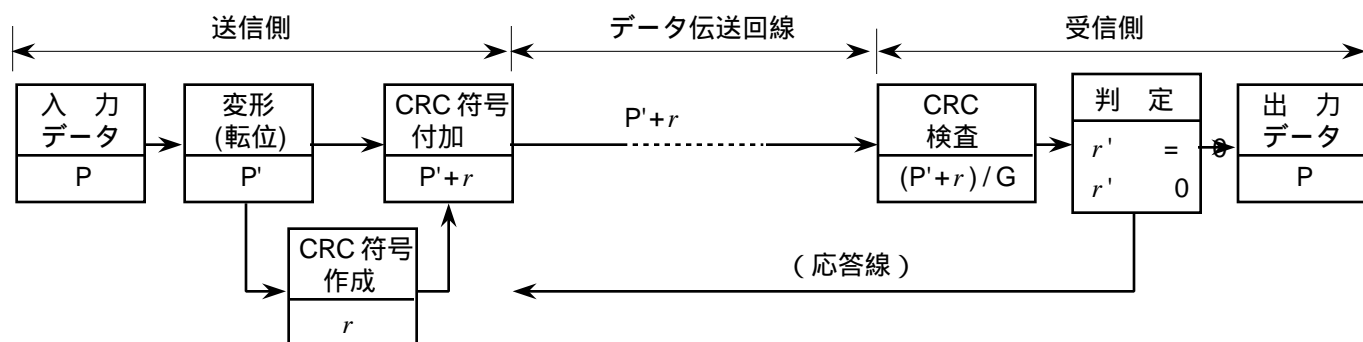 送信側
データ伝送回線
受信側
入 力
データ
P
変形
(転位)
P'
CRC 符号
付加
P'+r
P'+r
CRC
検査
(P'+r) / G
判 定
r' =
r' 0
出 力
データ
P
CRC 符号
作成
r
( 応答線 )